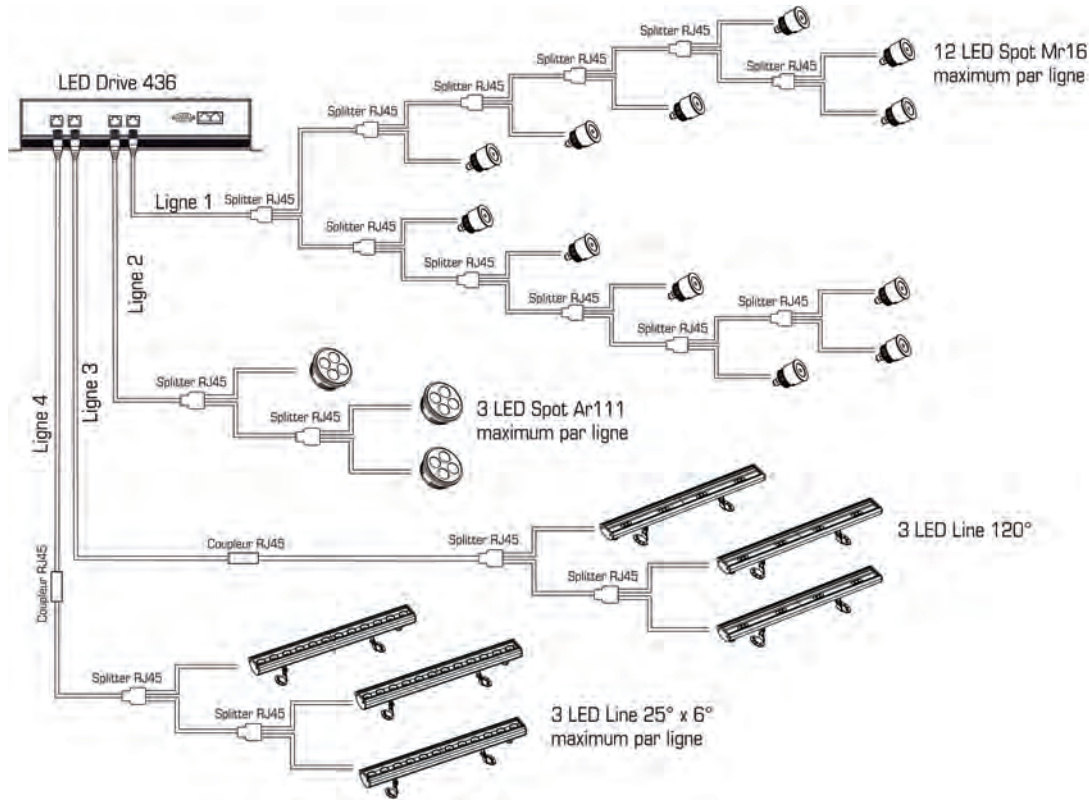 LED Drive 436
Splitter RJ45
Splitter RJ45
Splitter RJ45
Splitter RJ45
Splitter RJ45
12 LED Spot Mr16
maximum par ligne
Ligne 1
Splitter RJ45
Splitter RJ45
Splitter RJ45
Splitter RJ45
Splitter RJ45
Splitter RJ45
Ligne 2
Ligne 3
Ligne 4
Splitter RJ45
Splitter RJ45
3 LED Spot Ar111
maximum par ligne
Coupleur RJ45
Splitter RJ45
Splitter RJ45
3 LED Line 120°
Coupleur RJ45
Splitter RJ45
Splitter RJ45
3 LED Line 25° x 6°
maximum par ligne